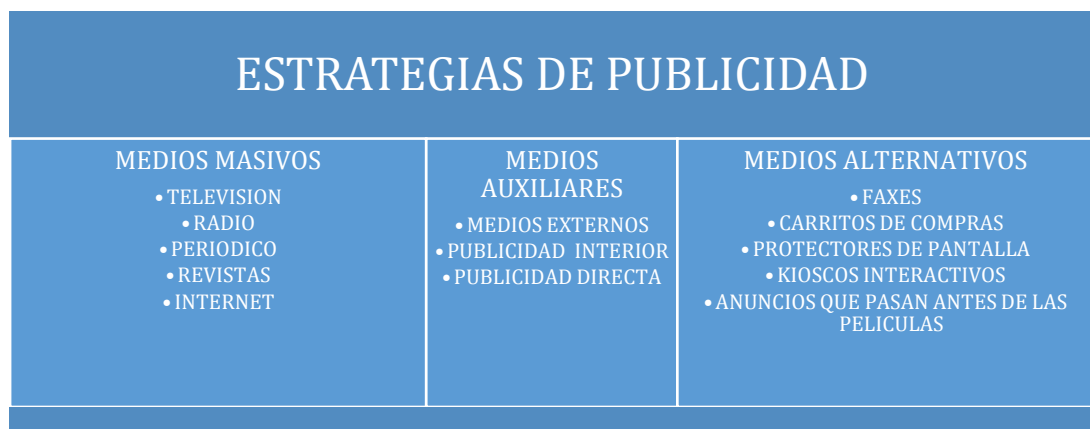 ESTRATEGIAS DE PUBLICIDAD
MEDIOS MASIVOS
• TELEVISION
• RADIO
• PERIODICO
• REVISTAS
• INTERNET
MEDIOS
AUXILIARES
• MEDIOS EXTERNOS
• PUBLICIDAD INTERIOR
• PUBLICIDAD DIRECTA
MEDIOS ALTERNATIVOS
• FAXES
• CARRITOS DE COMPRAS
• PROTECTORES DE PANTALLA
• KIOSCOS INTERACTIVOS
• ANUNCIOS QUE PASAN ANTES DE LAS
PELICULAS